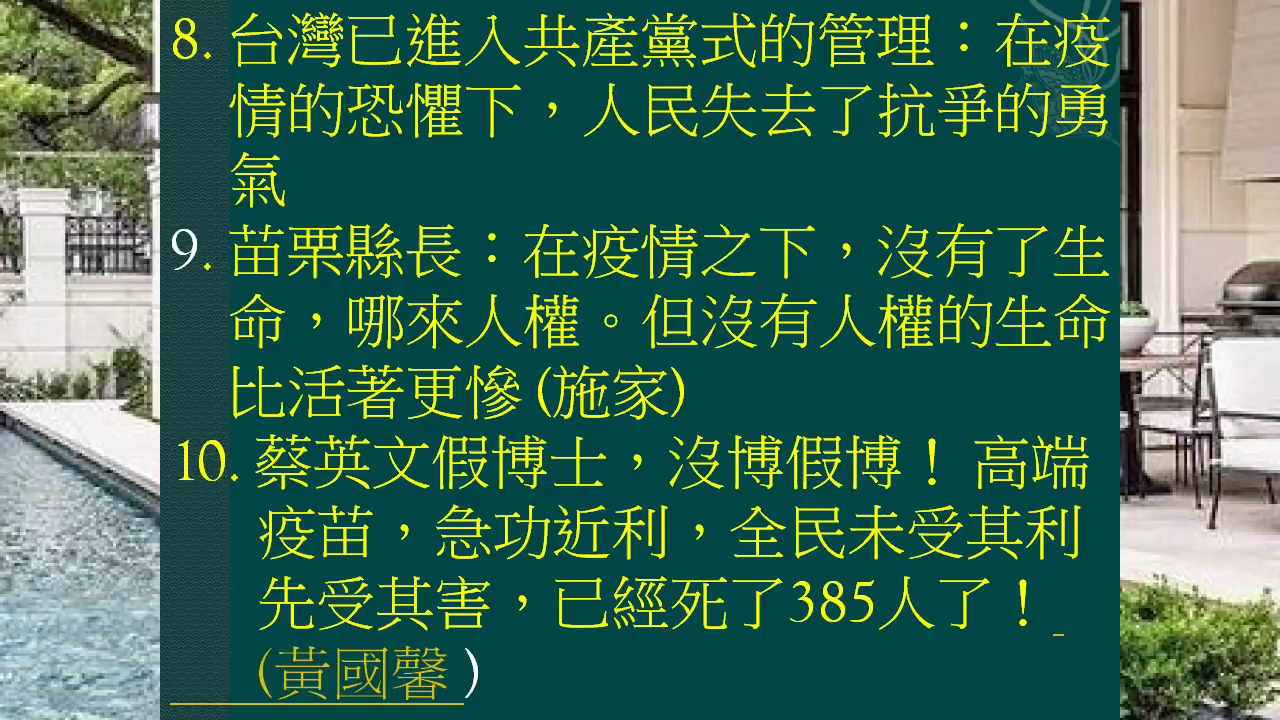 8. 台灣已進入共產黨式的管理：在疫
情的恐懼下，人民失去了抗爭的勇
氣
9. 苗栗縣長：在疫情之下，沒有了生
命，哪來人權。但沒有人權的生命
比活著更慘(施家)
10. 蔡英文假博士，沒博假博！ 高端
疫苗，急功近利，全民未受其利
先受其害，已經死了385人了！
(黃國馨 )